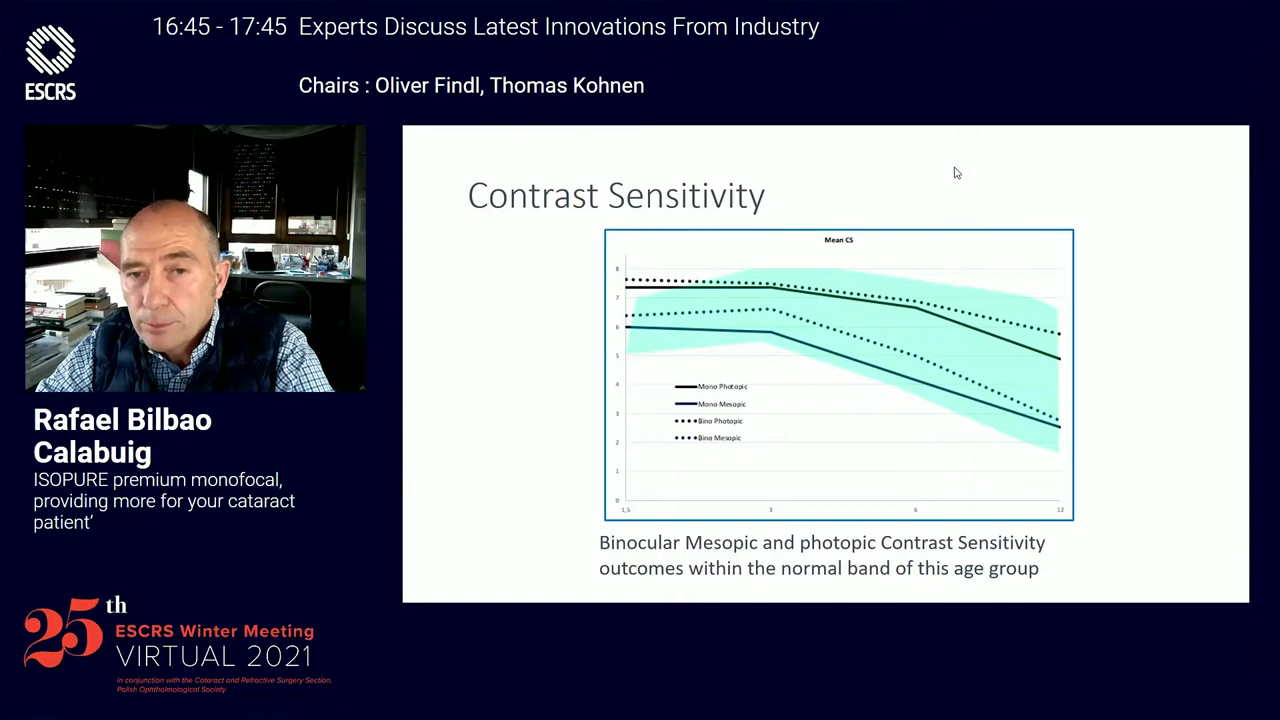 16:45 - 17:45 Experts Discuss Latest Innovations From Industry
Chairs : Oliver Findl, Thomas Kohnen
ESCRS
Rafael Bilbao
Calabuig
ISOPURE premium monofocal,
providing more for your cataract
patient’
25th
ESCRS Winter Meeting
VIRTUAL 2021
in conjunction with the Cataract and Refractive Surgery Section,
Polish Ophthalmological Society
Contrast Sensitivity
Mean CS
8
7
6
5
4
3
2
1
0
1,5 3 6 12
Mono Photopic
Mono Mesopic
Bino Photopic
Bino Mesopic
Binocular Mesopic and photopic Contrast Sensitivity
outcomes within the normal band of this age group